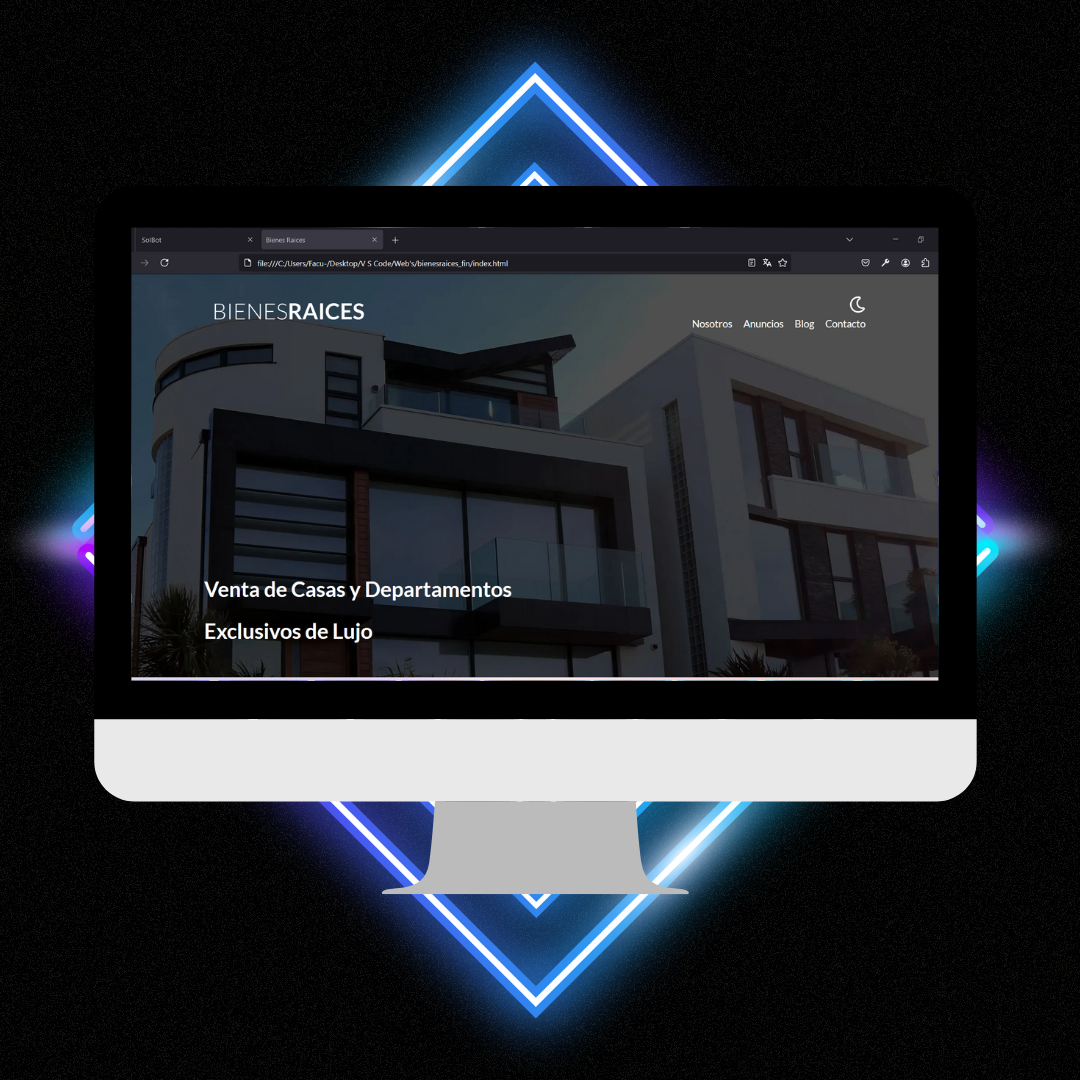 SolBot
Bienes Raices
file:///C:/Users/Facu-/Desktop/V S Code/Web's/bienesraices_fin/index.html
BIENESRAICES
Nosotros Anuncios Blog Contacto
Venta de Casas y Departamentos
Exclusivos de Lujo